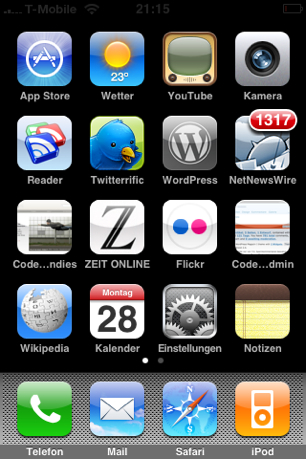 T-Mobile 21:15
23°
App Store Wetter YouTube Kamera
1317
Reader Twitterrific WordPress NetNewsWire
Z
Code...ndies ZEIT ONLINE Flickr Code...dmin
W Montag
28
Wikipedia Kalender Einstellungen Notizen
Telefon Mail Safari iPod